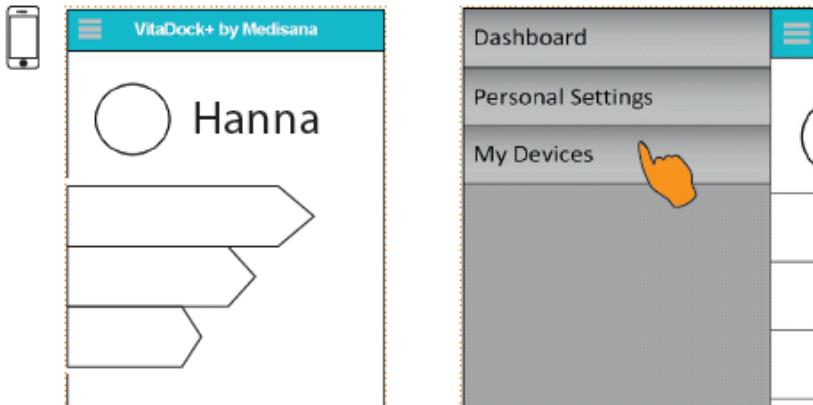 VitaDock+ by Medisana
Hanna
Dashboard
Personal Settings
My Devices